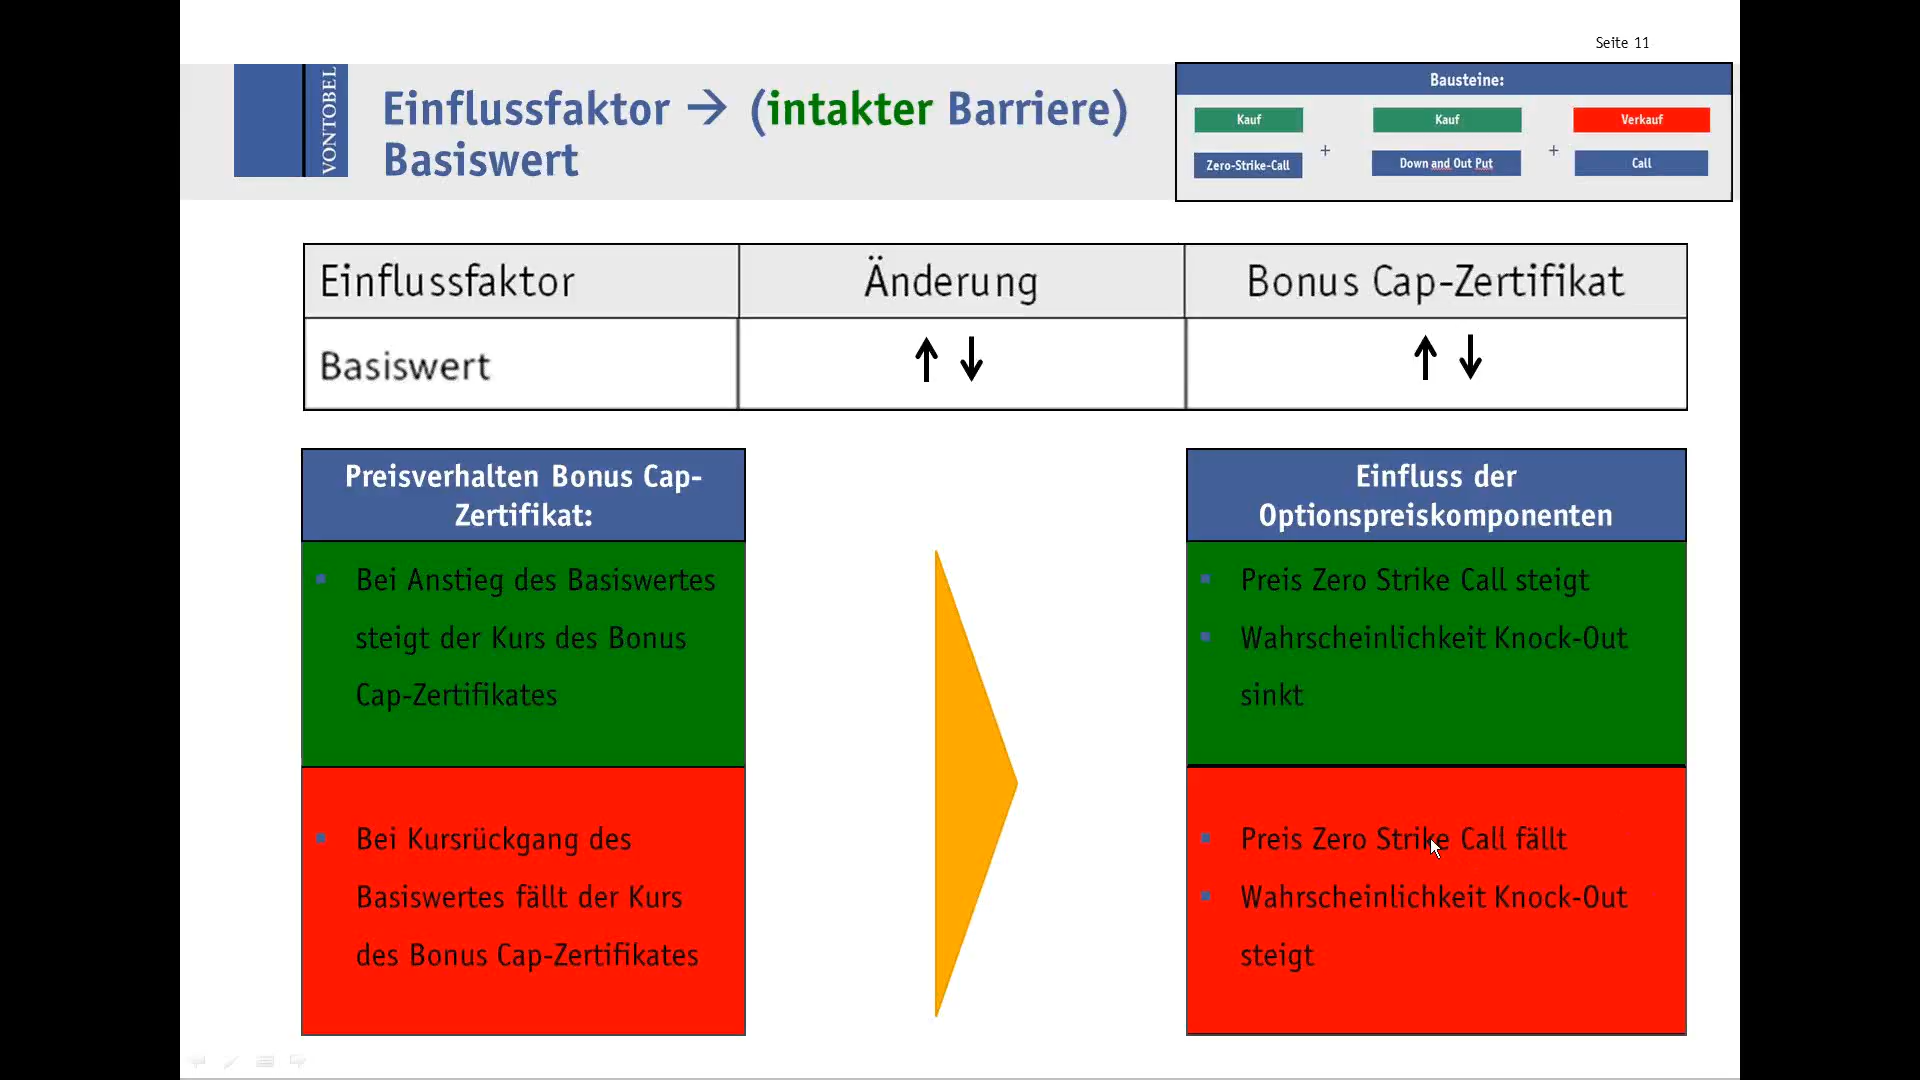 Seite 11
VONTOBEL
Einflussfaktor → (intakter Barriere)
Basiswert
Bausteine:
Kauf Kauf Verkauf
+ +
Zero-Strike-Call Down and Out Put Call
Einflussfaktor Änderung Bonus Cap-Zertifikat
Basiswert ↑ ↓ ↑ ↓
Preisverhalten Bonus Cap-
Zertifikat:
▪ Bei Anstieg des Basiswertes
steigt der Kurs des Bonus
Cap-Zertifikates
▪ Bei Kursrückgang des
Basiswertes fällt der Kurs
des Bonus Cap-Zertifikates
Einfluss der
Optionspreiskomponenten
▪ Preis Zero Strike Call steigt
▪ Wahrscheinlichkeit Knock-Out
sinkt
▪ Preis Zero Strike Call fällt
▪ Wahrscheinlichkeit Knock-Out
steigt